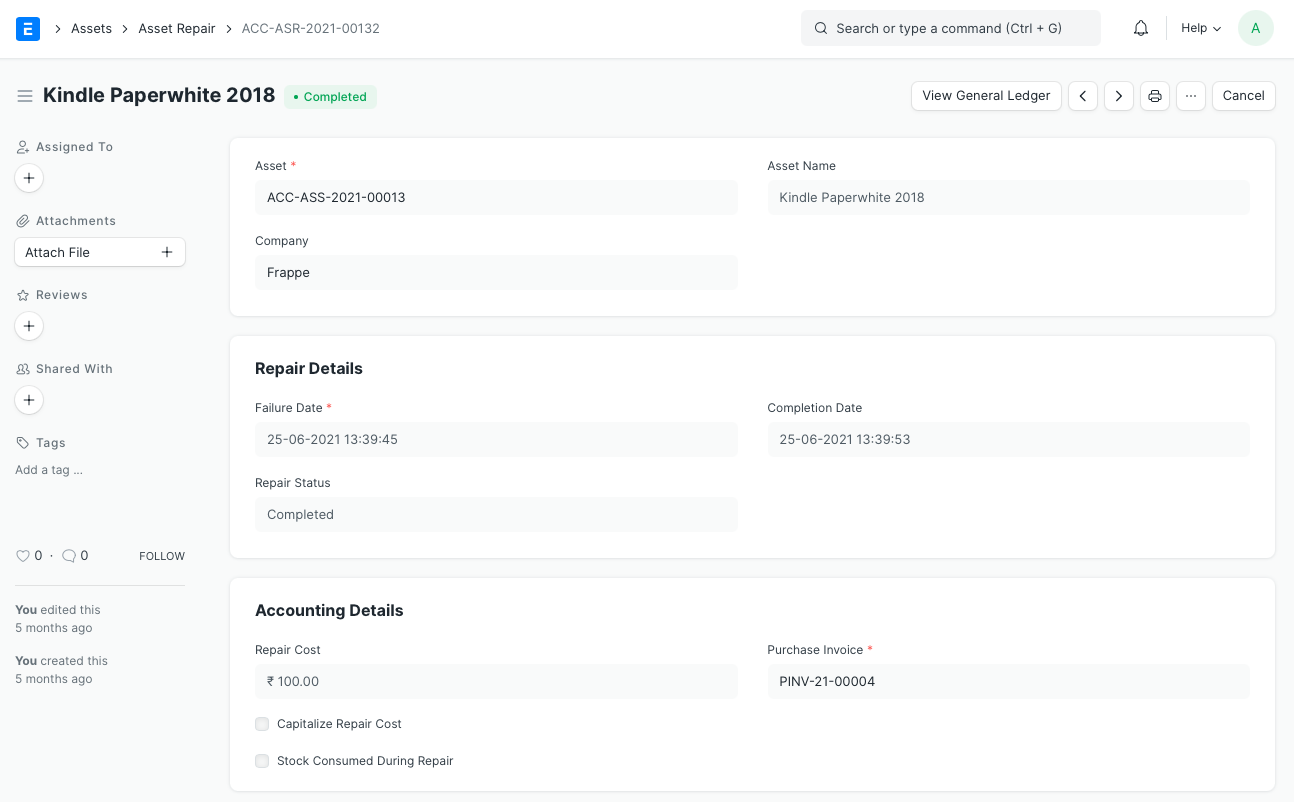 E > Assets > Asset Repair > ACC-ASR-2021-00132 Search or type a command (Ctrl + G) Help A
Kindle Paperwhite 2018 • Completed View General Ledger ... Cancel
Assigned To
Attachments
Attach File +
Reviews
Shared With
Tags
Add a tag ...
0 · 0 FOLLOW
You edited this
5 months ago
You created this
5 months ago
Asset * Asset Name
ACC-ASS-2021-00013 Kindle Paperwhite 2018
Company
Frappe
Repair Details
Failure Date * Completion Date
25-06-2021 13:39:45 25-06-2021 13:39:53
Repair Status
Completed
Accounting Details
Repair Cost Purchase Invoice *
₹ 100.00 PINV-21-00004
Capitalize Repair Cost
Stock Consumed During Repair